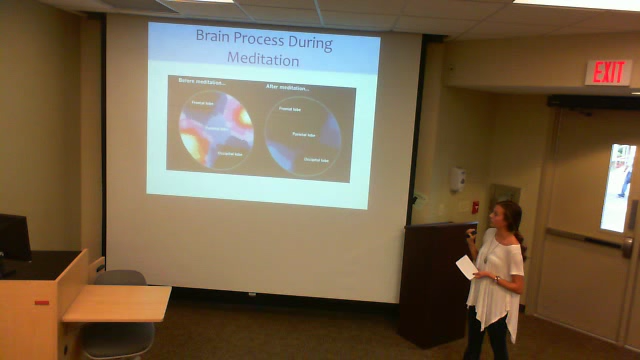 Brain Process During
Meditation
Before meditation...
After meditation...
Frontal lobe
Parietal lobe
Occipital lobe
Frontal lobe
Parietal lobe
Occipital lobe
EXIT